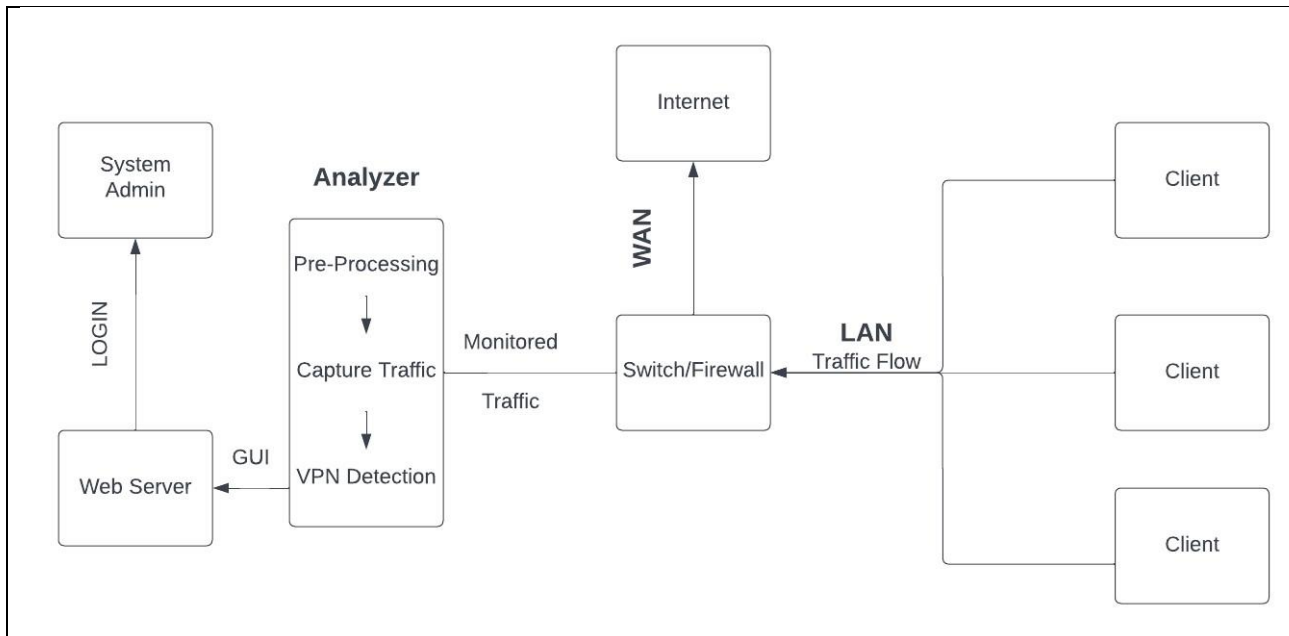 Internet
System
Admin
Analyzer
Client
WAN
Pre-Processing
LOGIN
Monitored
LAN
Traffic Flow
Capture Traffic
Switch/Firewall
Client
Traffic
GUI
VPN Detection
Web Server
Client